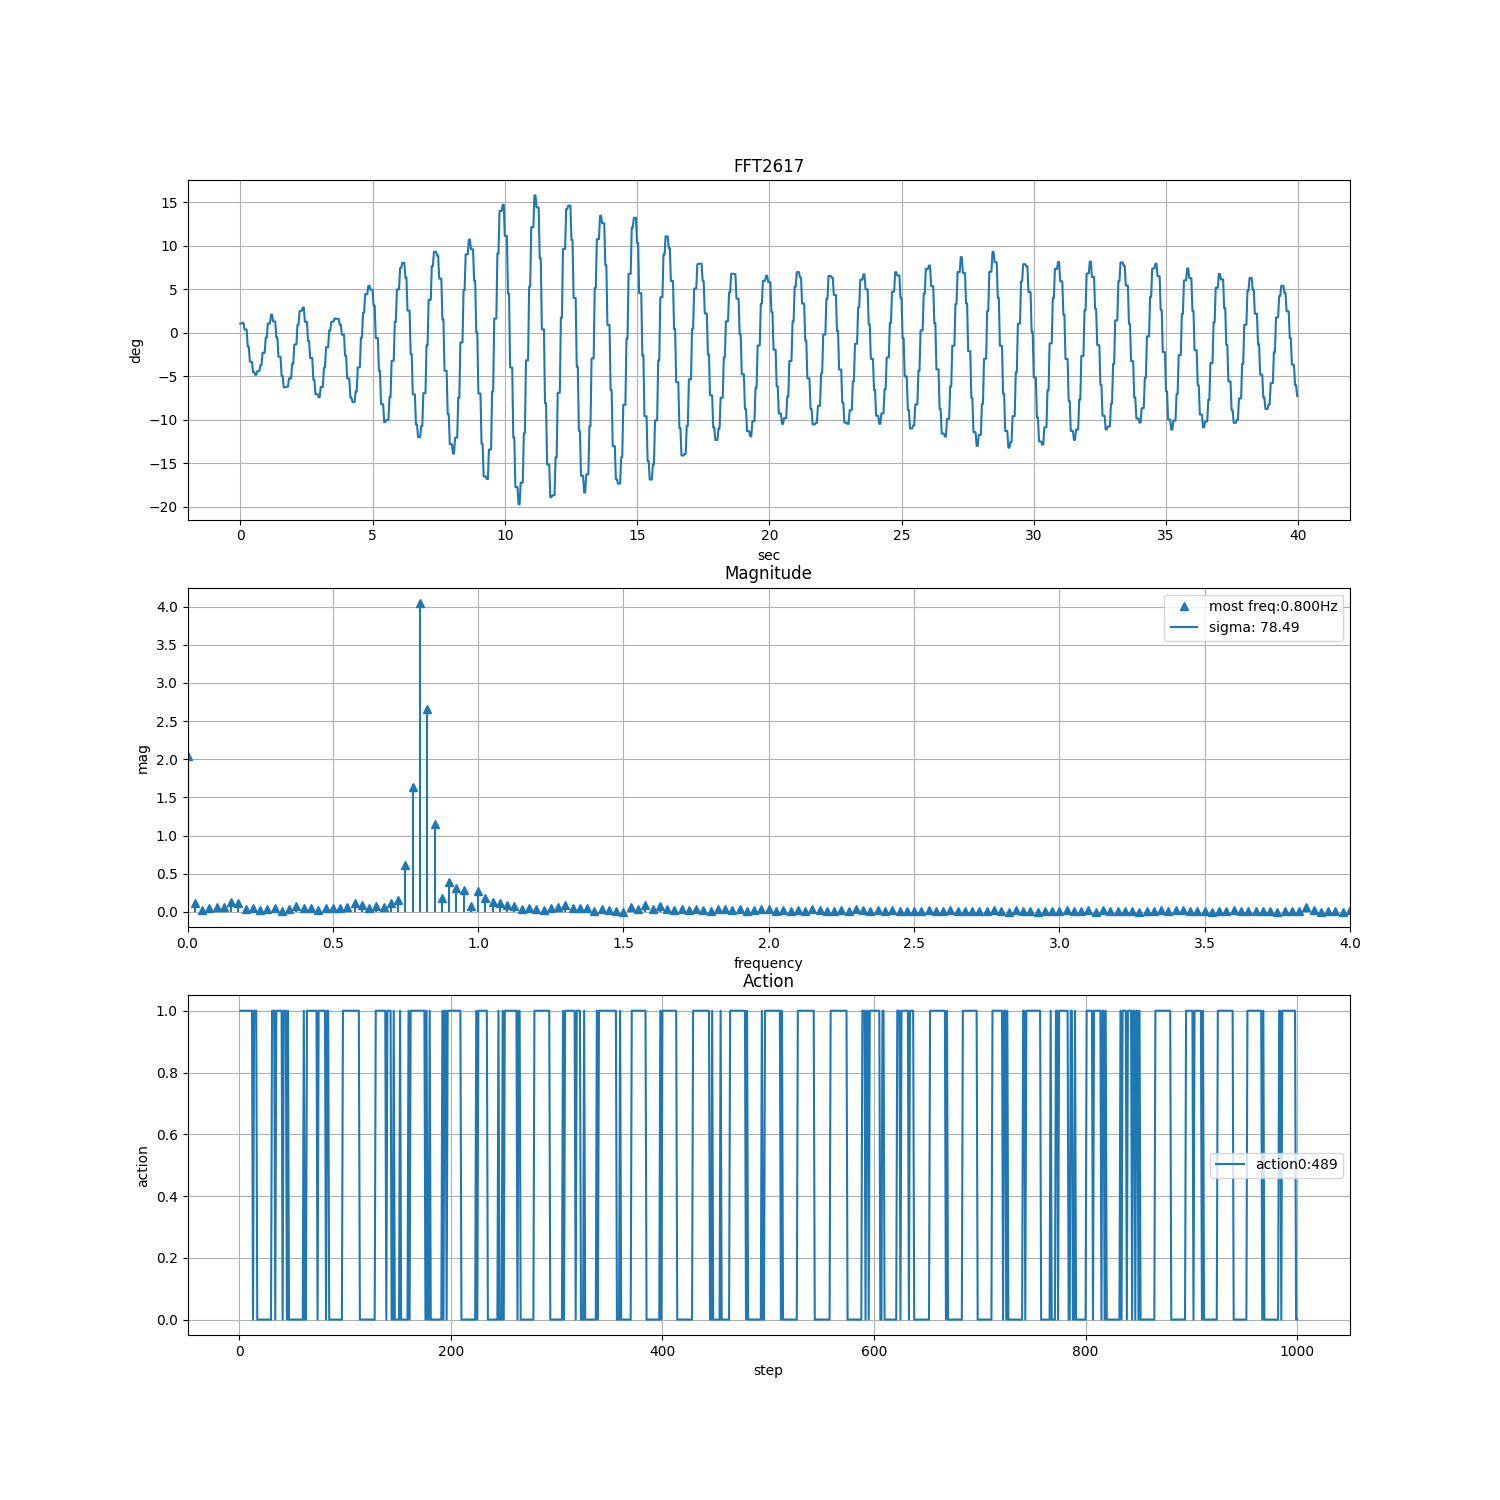 FFT2617
15
10
5
0
−5
−10
−15
−20
deg
0 5 10 15 20 25 30 35 40
sec
Magnitude
4.0
3.5
3.0
2.5
2.0
1.5
1.0
0.5
0.0
mag
most freq:0.800Hz
sigma: 78.49
0.0 0.5 1.0 1.5 2.0 2.5 3.0 3.5 4.0
frequency
Action
1.0
0.8
0.6
0.4
0.2
0.0
action
action0:489
0 200 400 600 800 1000
step